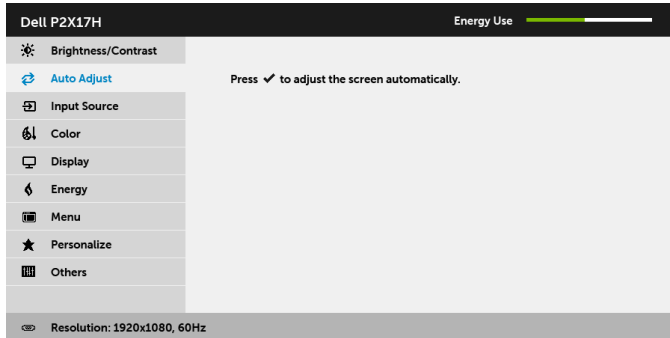 Dell P2X17H
Energy Use
Brightness/Contrast
Auto Adjust
Press ✔ to adjust the screen automatically.
Input Source
Color
Display
Energy
Menu
Personalize
Others
Resolution: 1920x1080, 60Hz